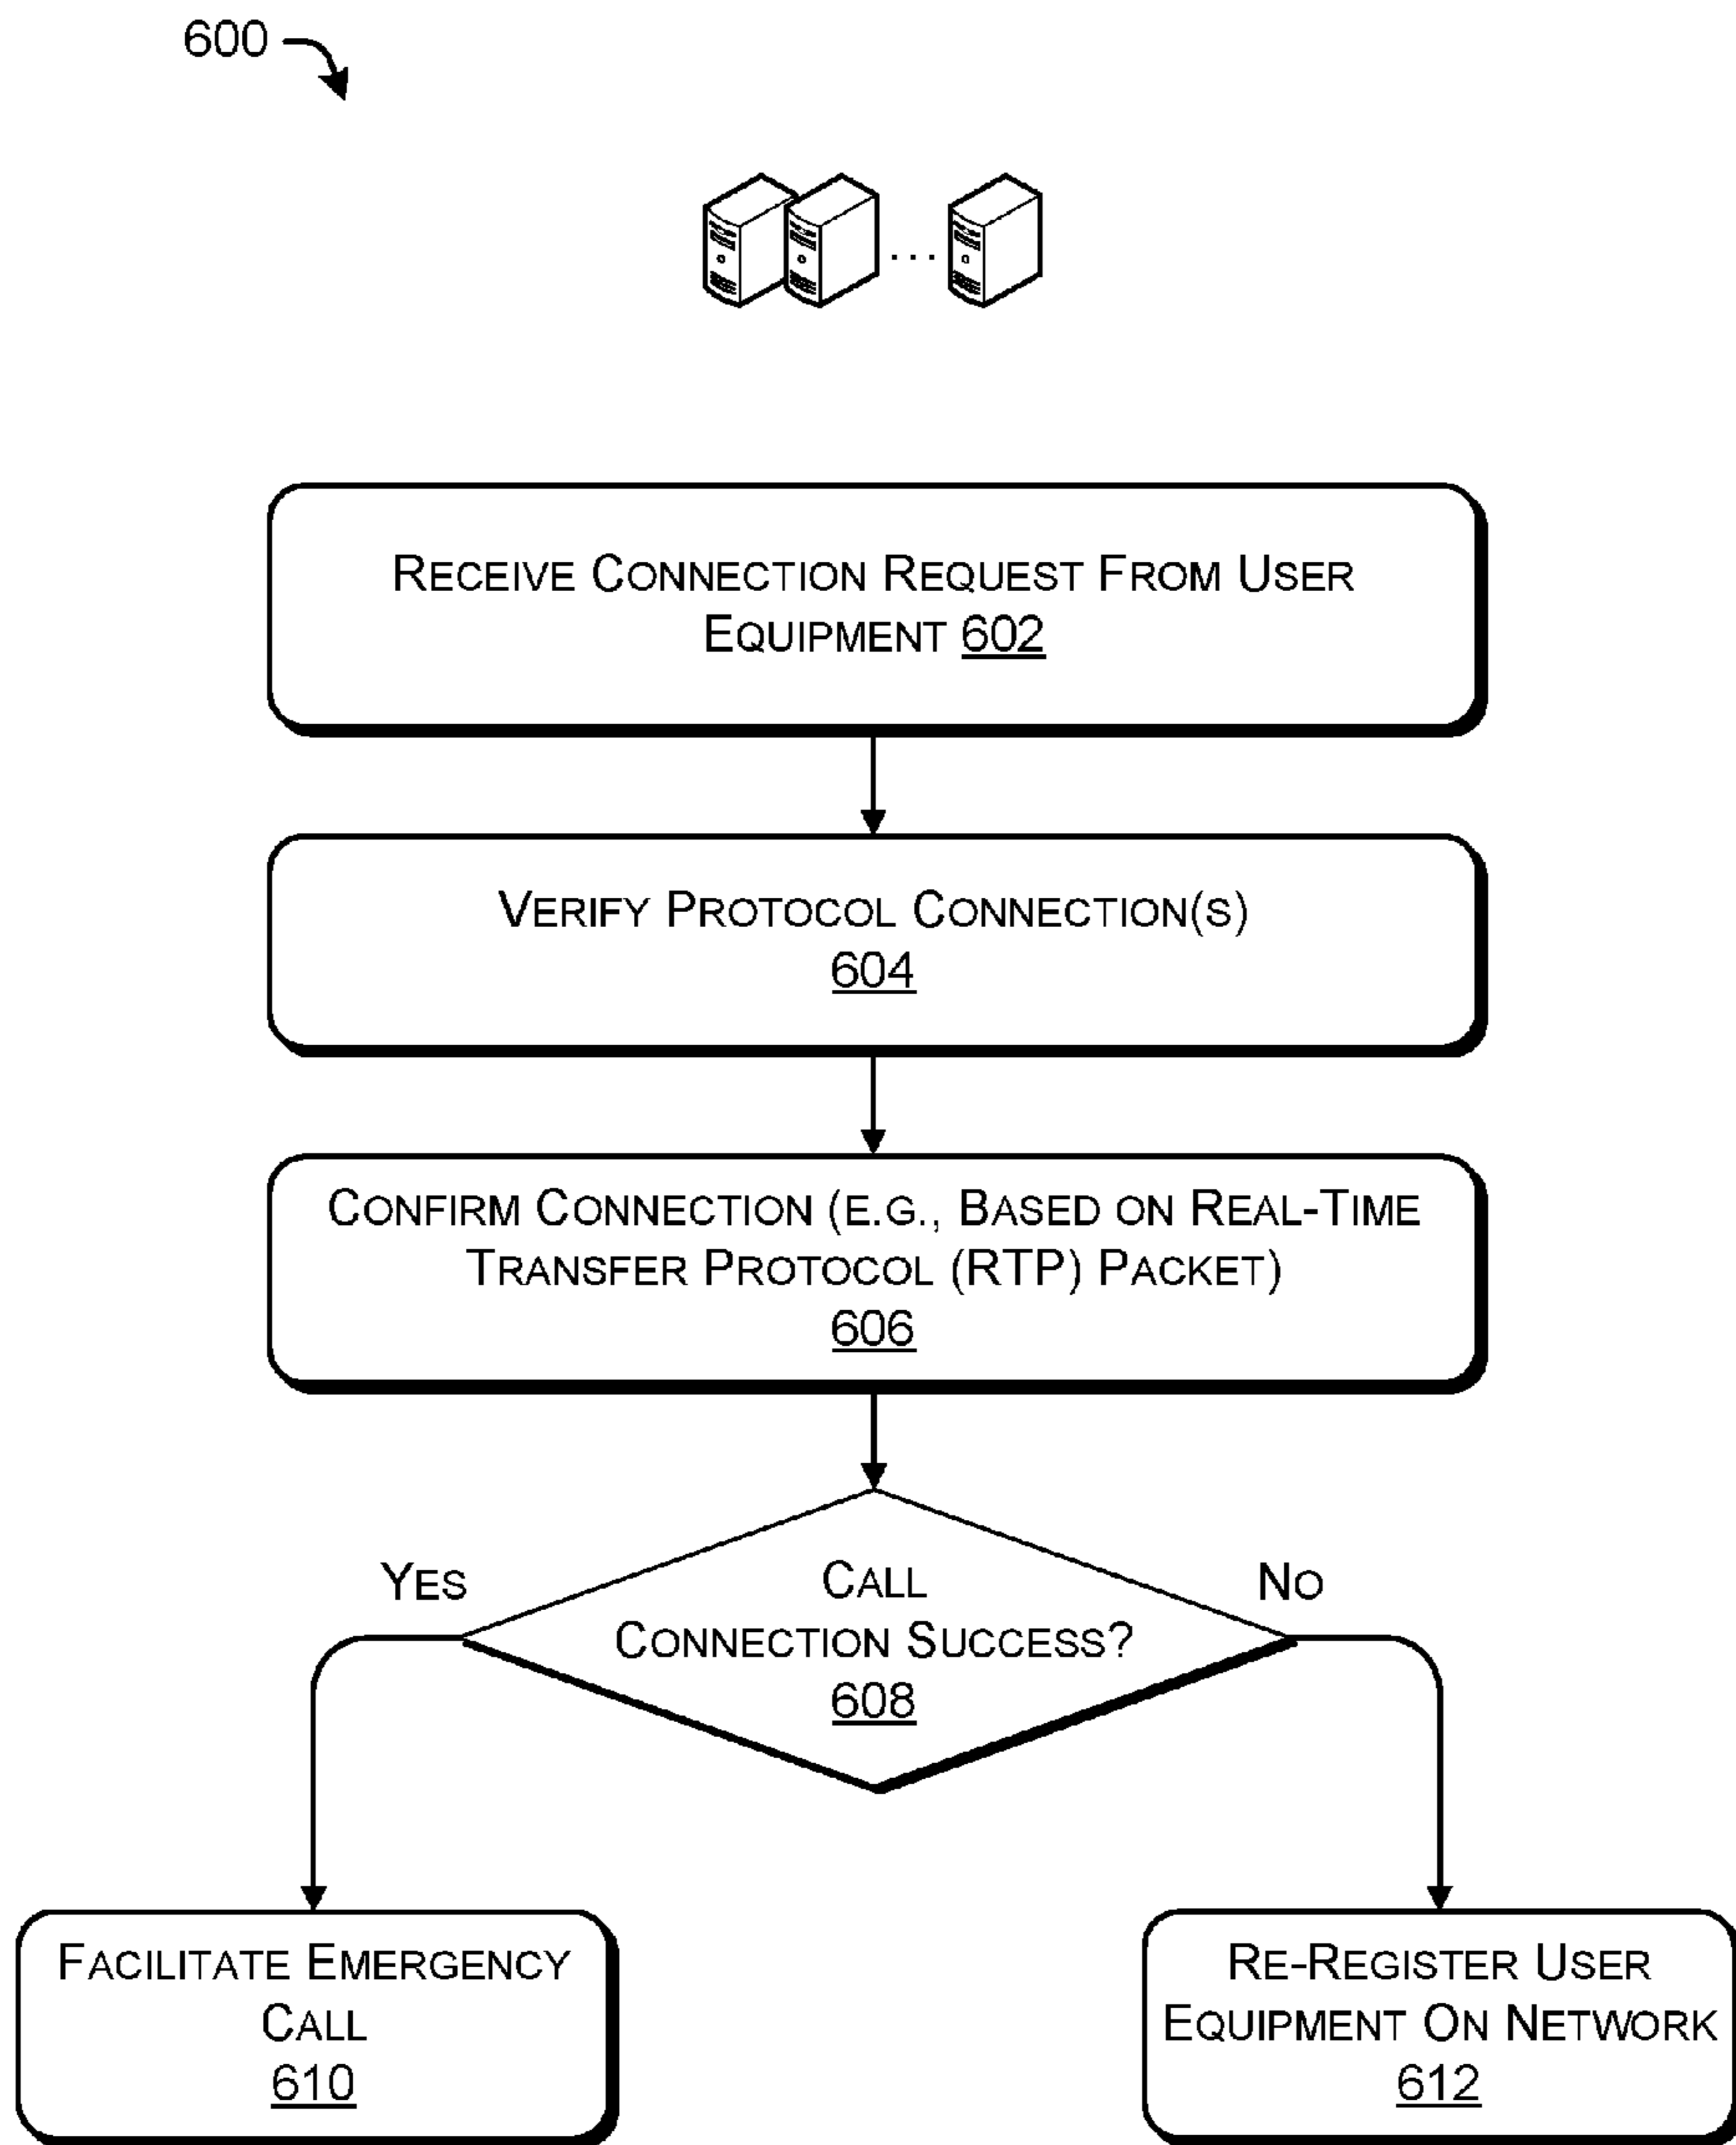 600
...
RECEIVE CONNECTION REQUEST FROM USER
EQUIPMENT 602
VERIFY PROTOCOL CONNECTION(S)
604
CONFIRM CONNECTION (E.G., BASED ON REAL-TIME
TRANSFER PROTOCOL (RTP) PACKET)
606
YES
CALL
CONNECTION SUCCESS?
608
NO
FACILITATE EMERGENCY
CALL
610
RE-REGISTER USER
EQUIPMENT ON NETWORK
612